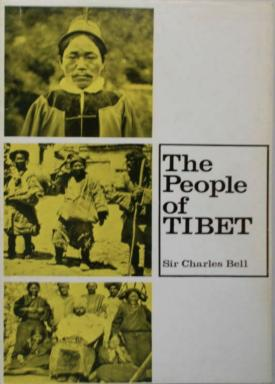 The
People
of
TIBET
Sir Charles Bell